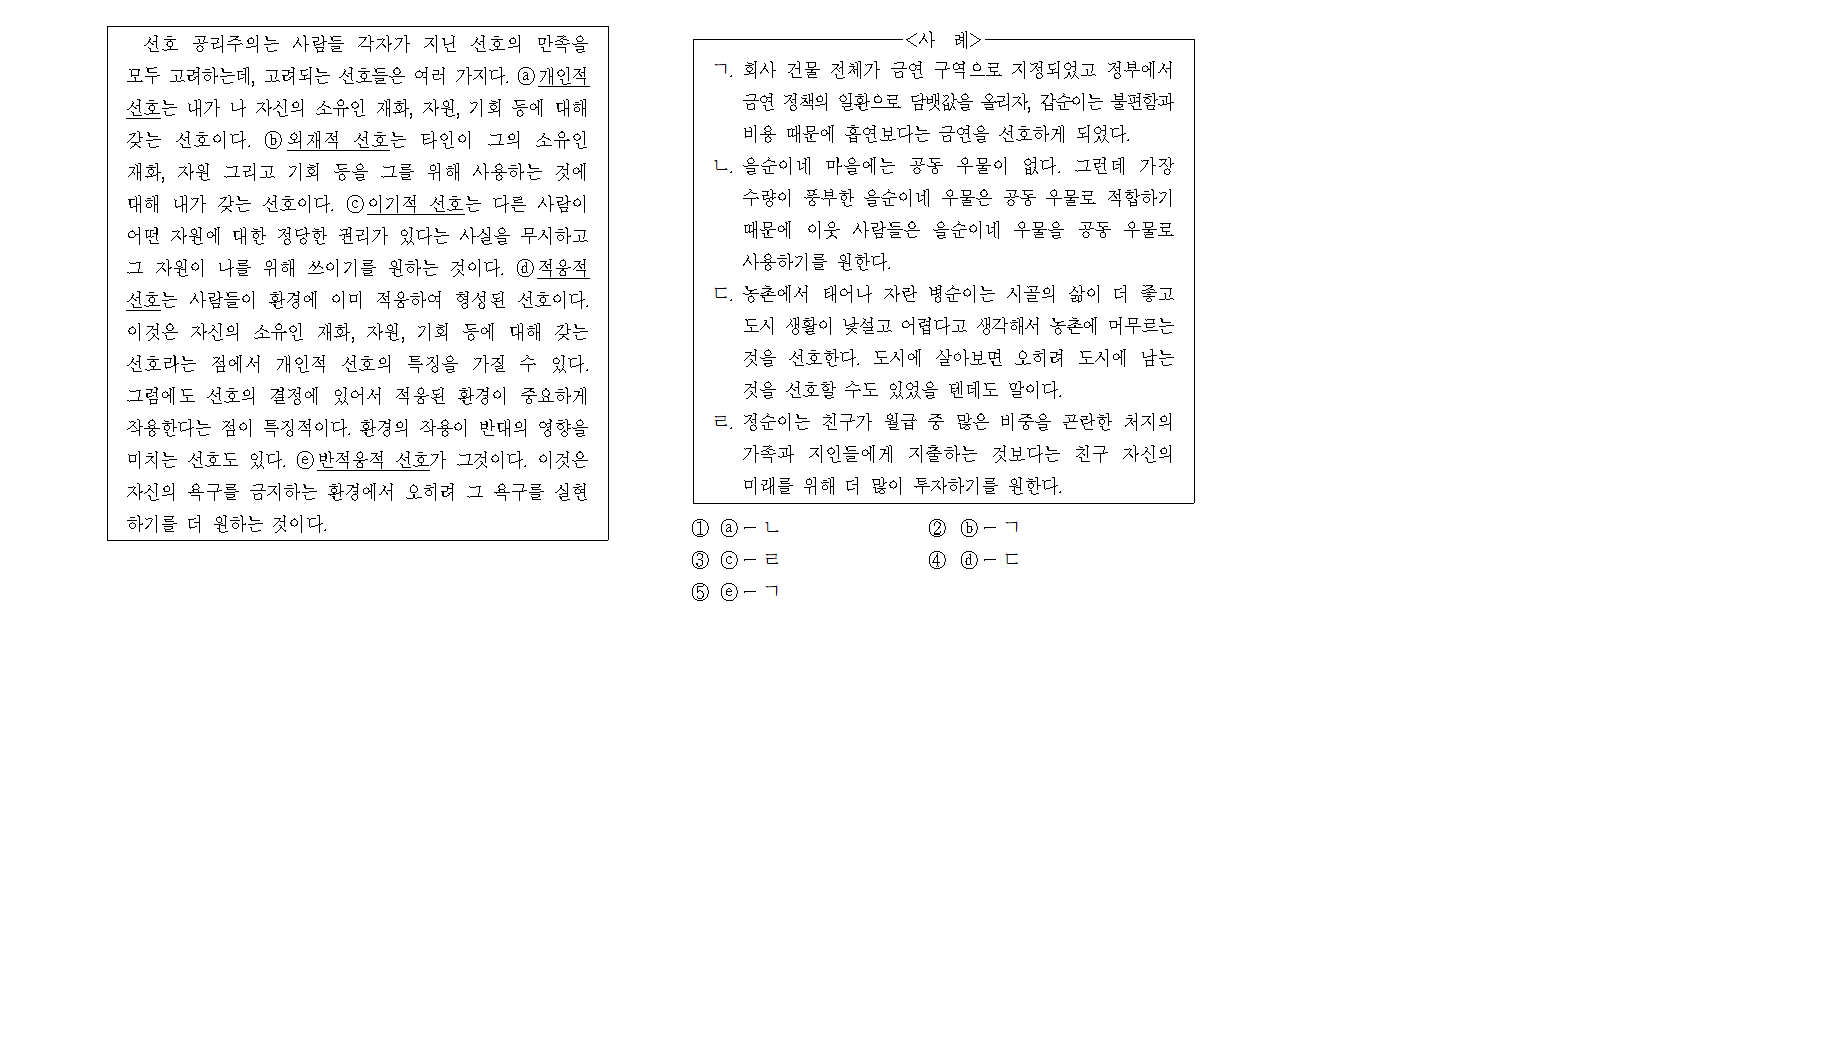 선호 공리주의는 사람들 각자가 지닌 선호의 만족을
모두 고려하는데, 고려되는 선호들은 여러 가지다. ⓐ개인적
선호는 내가 나 자신의 소유인 재화, 자원, 기회 등에 대해
갖는 선호이다. ⓑ외재적 선호는 타인이 그의 소유인
재화, 자원 그리고 기회 등을 그를 위해 사용하는 것에
대해 내가 갖는 선호이다. ⓒ이기적 선호는 다른 사람이
어떤 자원에 대한 정당한 권리가 있다는 사실을 무시하고
그 자원이 나를 위해 쓰이기를 원하는 것이다. ⓓ적응적
선호는 사람들이 환경에 이미 적응하여 형성된 선호이다.
이것은 자신의 소유인 재화, 자원, 기회 등에 대해 갖는
선호라는 점에서 개인적 선호의 특징을 가질 수 있다.
그럼에도 선호의 결정에 있어서 적응된 환경이 중요하게
작용한다는 점이 특징적이다. 환경의 작용이 반대의 영향을
미치는 선호도 있다. ⓔ반적응적 선호가 그것이다. 이것은
자신의 욕구를 금지하는 환경에서 오히려 그 욕구를 실현
하기를 더 원하는 것이다.
<사 례>
ㄱ. 회사 건물 전체가 금연 구역으로 지정되었고 정부에서
금연 정책의 일환으로 담뱃값을 올리자, 갑순이는 불편함과
비용 때문에 흡연보다는 금연을 선호하게 되었다.
ㄴ. 을순이네 마을에는 공동 우물이 없다. 그런데 가장
수량이 풍부한 을순이네 우물은 공동 우물로 적합하기
때문에 이웃 사람들은 을순이네 우물을 공동 우물로
사용하기를 원한다.
ㄷ. 농촌에서 태어나 자란 병순이는 시골의 삶이 더 좋고
도시 생활이 낯설고 어렵다고 생각해서 농촌에 머무르는
것을 선호한다. 도시에 살아보면 오히려 도시에 남는
것을 선호할 수도 있었을 텐데도 말이다.
ㄹ. 정순이는 친구가 월급 중 많은 비중을 곤란한 처지의
가족과 지인들에게 지출하는 것보다는 친구 자신의
미래를 위해 더 많이 투자하기를 원한다.
① ⓐ－ㄴ ② ⓑ－ㄱ
③ ⓒ－ㄹ ④ ⓓ－ㄷ
⑤ ⓔ－ㄱ